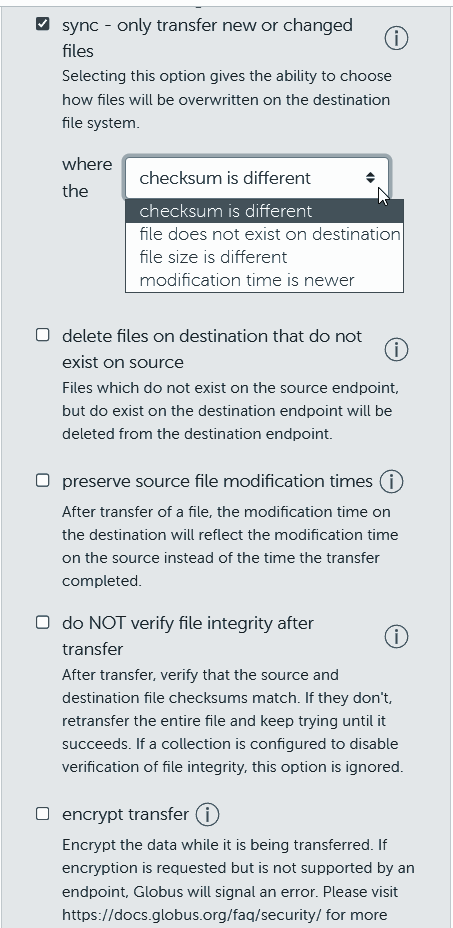 sync - only transfer new or changed
files
Selecting this option gives the ability to choose
how files will be overwritten on the destination
file system.
where
the
checksum is different
checksum is different
file does not exist on destination
file size is different
modification time is newer
delete files on destination that do not
exist on source
Files which do not exist on the source endpoint,
but do exist on the destination endpoint will be
deleted from the destination endpoint.
preserve source file modification times
After transfer of a file, the modification time on
the destination will reflect the modification time
on the source instead of the time the transfer
completed.
do NOT verify file integrity after
transfer
After transfer, verify that the source and
destination file checksums match. If they don't,
retransfer the entire file and keep trying until it
succeeds. If a collection is configured to disable
verification of file integrity, this option is ignored.
encrypt transfer
Encrypt the data while it is being transferred. If
encryption is requested but is not supported by an
endpoint, Globus will signal an error. Please visit
https://docs.globus.org/faq/security/ for more